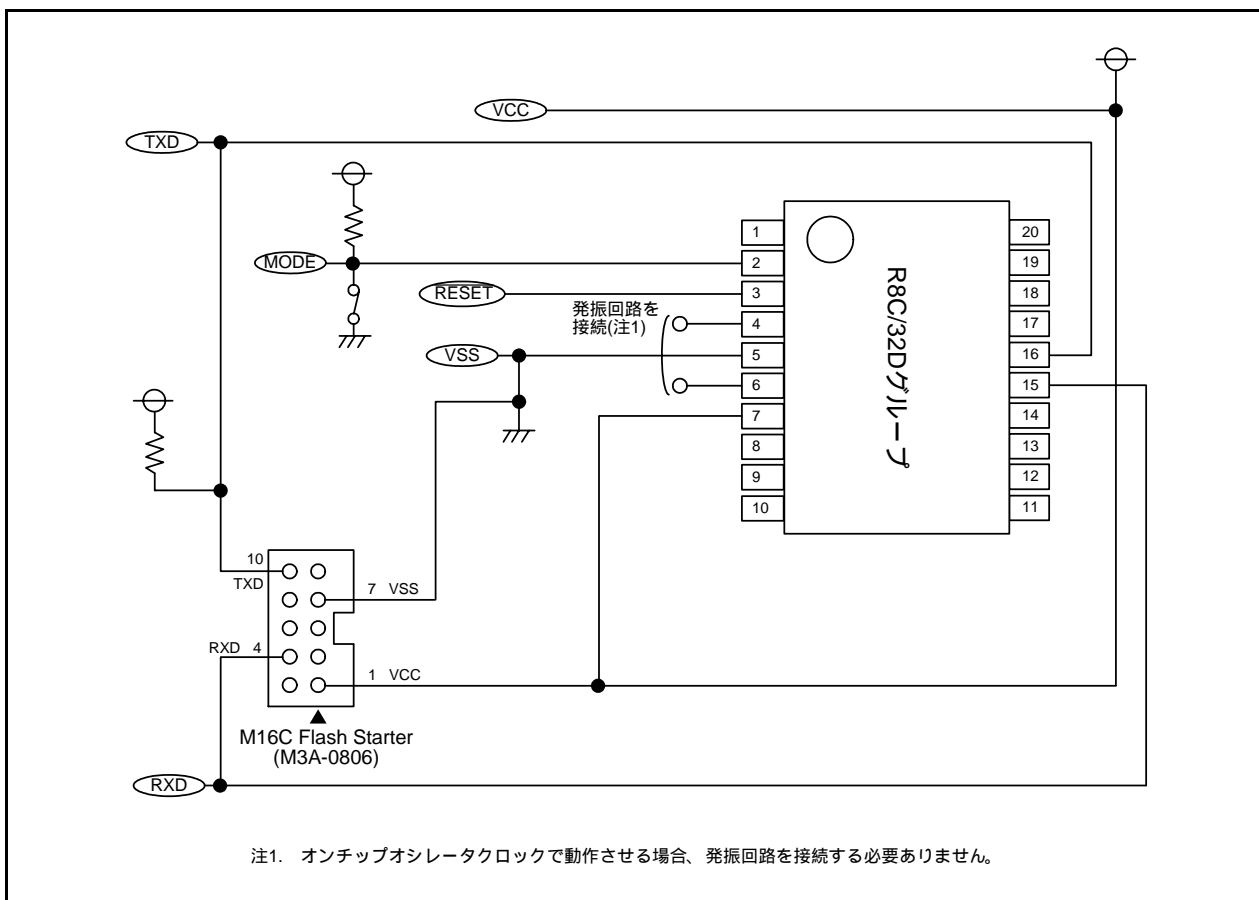 VCC
TXD
MODE
RESET
発振回路を
接続(注1)
VSS
1
2
3
4
5
6
7
8
9
10
20
19
18
17
16
15
14
13
12
11
R8C/32Dグループ
10
TXD
7 VSS
RXD 4
1 VCC
M16C Flash Starter
(M3A-0806)
RXD
注1. オンチップオシレータクロックで動作させる場合、発振回路を接続する必要ありません。